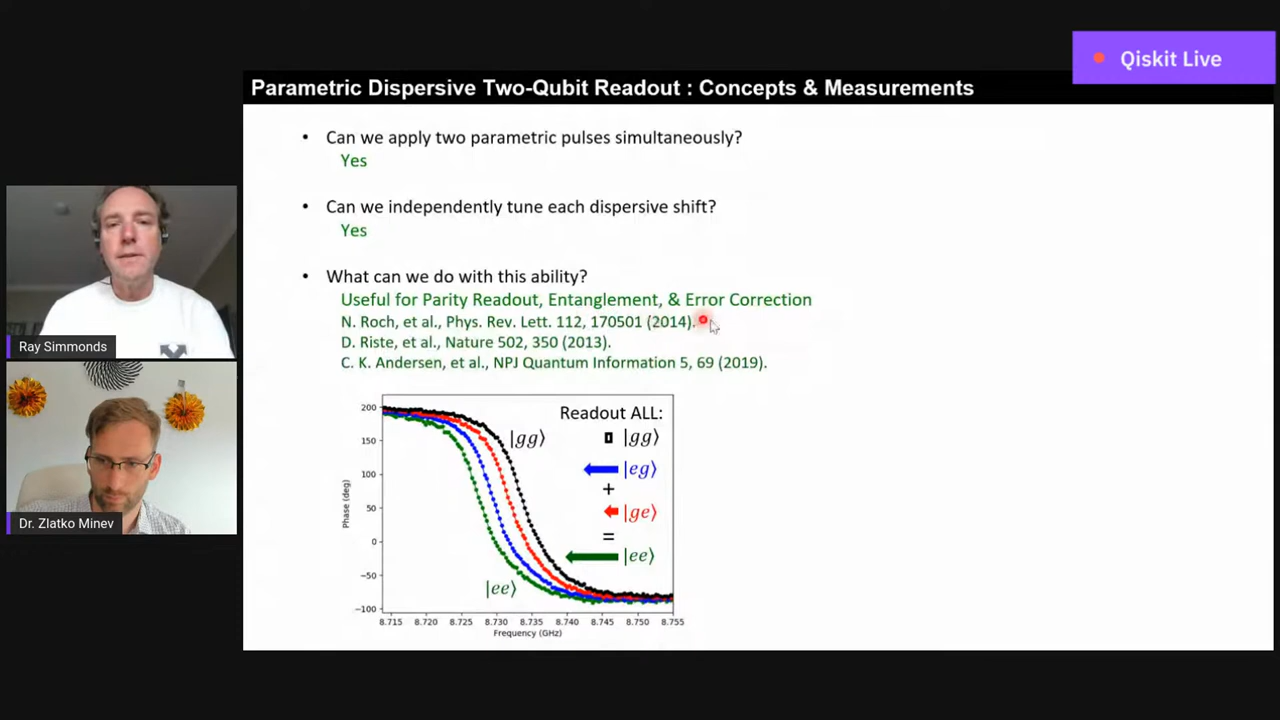 Qiskit Live
Parametric Dispersive Two-Qubit Readout : Concepts & Measurements
• Can we apply two parametric pulses simultaneously?
Yes
• Can we independently tune each dispersive shift?
Yes
• What can we do with this ability?
Useful for Parity Readout, Entanglement, & Error Correction
N. Roch, et al., Phys. Rev. Lett. 112, 170501 (2014).
D. Riste, et al., Nature 502, 350 (2013).
C. K. Andersen, et al., NPJ Quantum Information 5, 69 (2019).
Ray Simmonds
Dr. Zlatko Minev
Readout ALL:
|gg⟩
|eg⟩
+
|ge⟩
=
|ee⟩
|gg⟩
|ee⟩
Phase (deg)
200
150
100
50
0
−50
−100
8.715 8.720 8.725 8.730 8.735 8.740 8.745 8.750 8.755
Frequency (GHz)